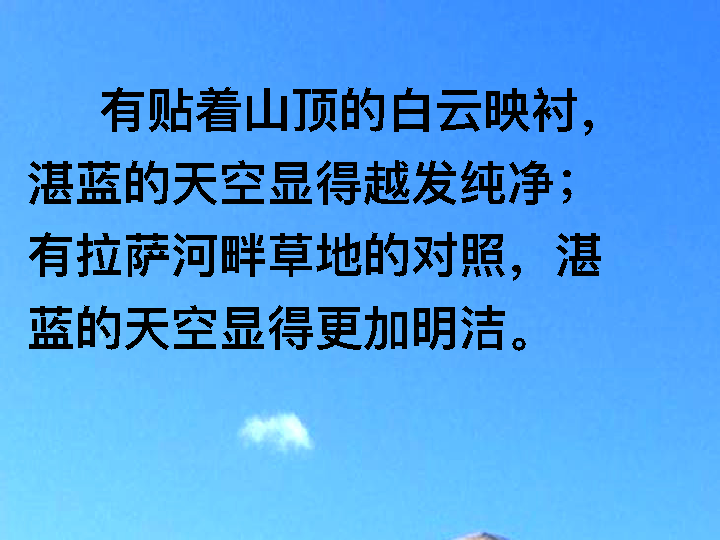 有贴着山顶的白云映衬，
湛蓝的天空显得越发纯净；
有拉萨河畔草地的对照，湛
蓝的天空显得更加明洁。